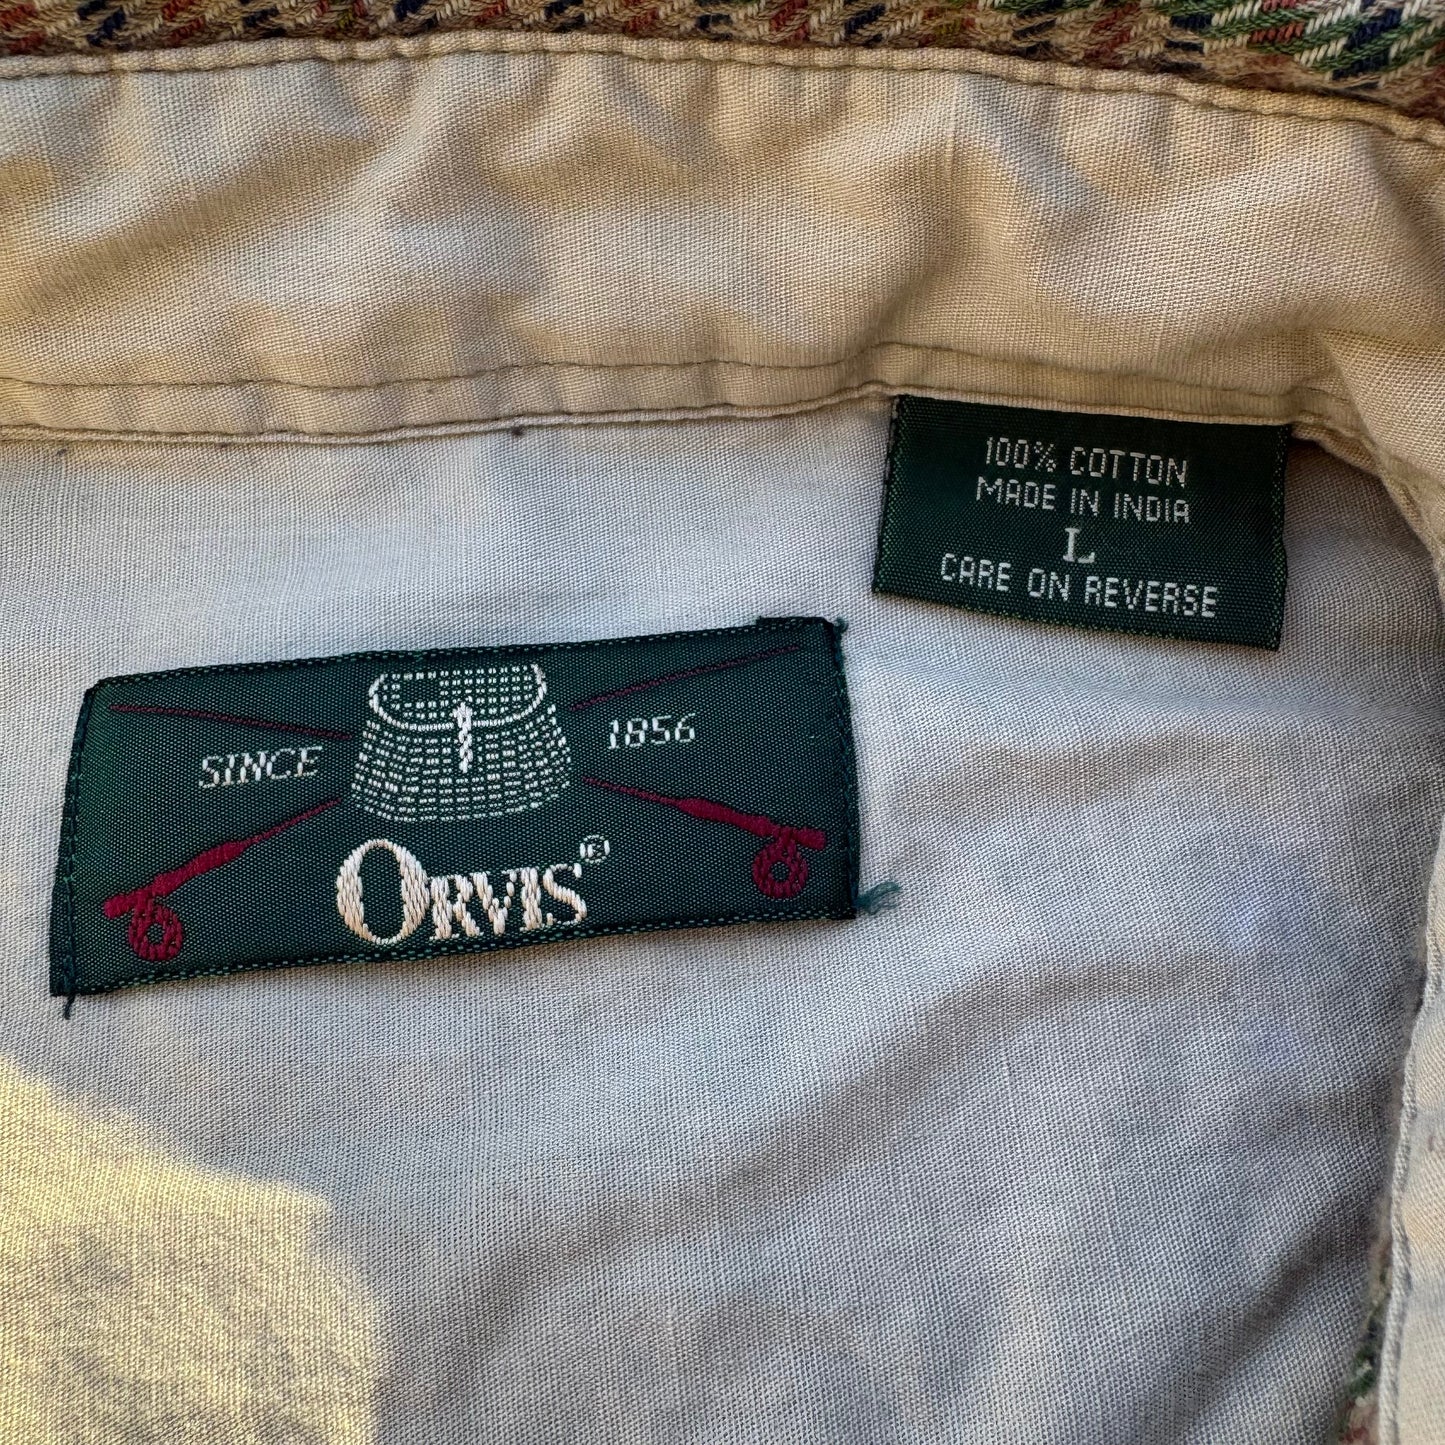 100% COTTON
MADE IN INDIA
L
CARE ON REVERSE
SINCE 1856
ORVIS®